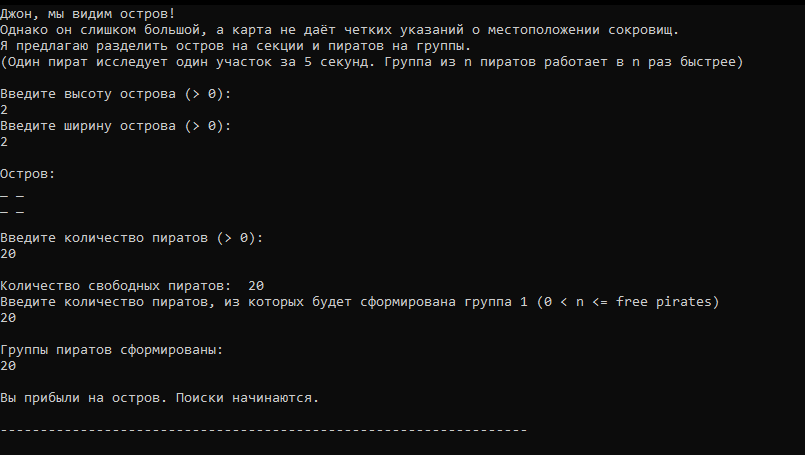 Джон, мы видим остров!
Однако он слишком большой, а карта не даёт четких указаний о местоположении сокровищ.
Я предлагаю разделить остров на секции и пиратов на группы.
(Один пират исследует один участок за 5 секунд. Группа из n пиратов работает в n раз быстрее)
Введите высоту острова (> 0):
2
Введите ширину острова (> 0):
2
Остров:
_ _
_ _
Введите количество пиратов (> 0):
20
Количество свободных пиратов:  20
Введите количество пиратов, из которых будет сформирована группа 1 (0 < n <= free pirates)
20
Группы пиратов сформированы:
20
Вы прибыли на остров. Поиски начинаются.
------------------------------------------------------------------